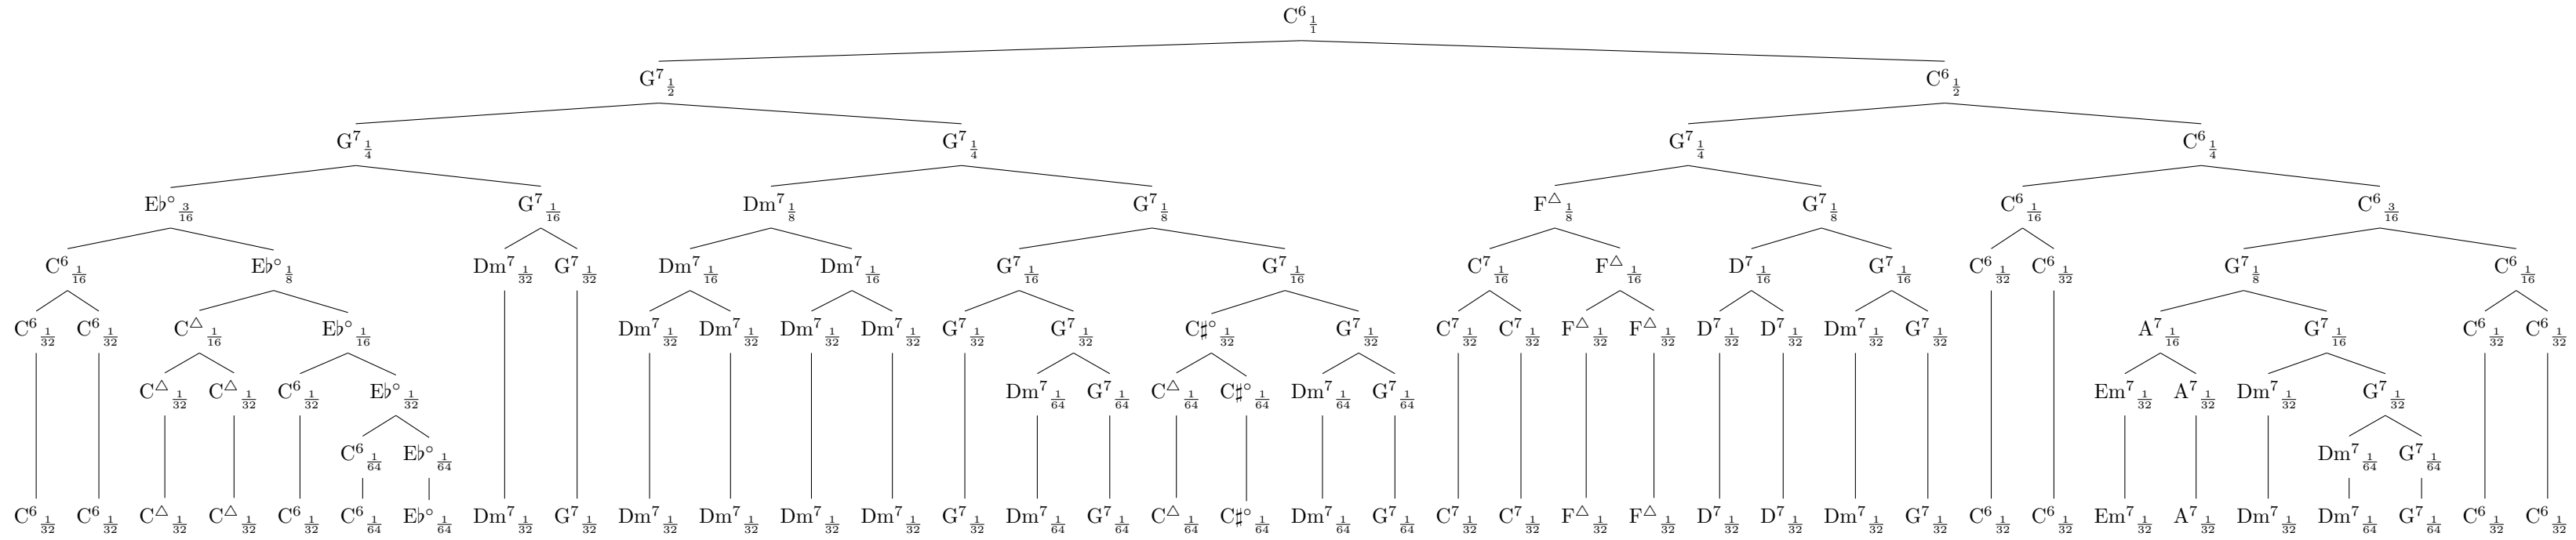 C⁶ 1/1
G⁷ 1/2 C⁶ 1/2
G⁷ 1/4 G⁷ 1/4 G⁷ 1/4 C⁶ 1/4
E♭° 3/16 G⁷ 1/16 Dm⁷ 1/8 G⁷ 1/8 F△ 1/8 G⁷ 1/8 C⁶ 1/16 C⁶ 3/16
C⁶ 1/16 E♭° 1/8 Dm⁷ 1/32 G⁷ 1/32 Dm⁷ 1/16 Dm⁷ 1/16 G⁷ 1/16 G⁷ 1/16 C⁷ 1/16 F△ 1/16 D⁷ 1/16 G⁷ 1/16 C⁶ 1/32 C⁶ 1/32 G⁷ 1/8 C⁶ 1/16
C⁶ 1/32 C⁶ 1/32 C△ 1/16 E♭° 1/16 Dm⁷ 1/32 Dm⁷ 1/32 Dm⁷ 1/32 Dm⁷ 1/32 G⁷ 1/32 G⁷ 1/32 C♯° 1/32 G⁷ 1/32 C⁷ 1/32 C⁷ 1/32 F△ 1/32 F△ 1/32 D⁷ 1/32 D⁷ 1/32 Dm⁷ 1/32 G⁷ 1/32 A⁷ 1/16 G⁷ 1/16 C⁶ 1/32 C⁶ 1/32
C△ 1/32 C△ 1/32 C⁶ 1/32 E♭° 1/32 Dm⁷ 1/64 G⁷ 1/64 C△ 1/64 C♯° 1/64 Dm⁷ 1/64 G⁷ 1/64 Em⁷ 1/32 A⁷ 1/32 Dm⁷ 1/32 G⁷ 1/32
C⁶ 1/64 E♭° 1/64 Dm⁷ 1/64 G⁷ 1/64
C⁶ 1/32 C⁶ 1/32 C△ 1/32 C△ 1/32 C⁶ 1/32 C⁶ 1/64 E♭° 1/64 Dm⁷ 1/32 G⁷ 1/32 Dm⁷ 1/32 Dm⁷ 1/32 Dm⁷ 1/32 Dm⁷ 1/32 G⁷ 1/32 Dm⁷ 1/64 G⁷ 1/64 C△ 1/64 C♯° 1/64 Dm⁷ 1/64 G⁷ 1/64 C⁷ 1/32 C⁷ 1/32 F△ 1/32 F△ 1/32 D⁷ 1/32 D⁷ 1/32 Dm⁷ 1/32 G⁷ 1/32 C⁶ 1/32 C⁶ 1/32 Em⁷ 1/32 A⁷ 1/32 Dm⁷ 1/32 Dm⁷ 1/64 G⁷ 1/64 C⁶ 1/32 C⁶ 1/32